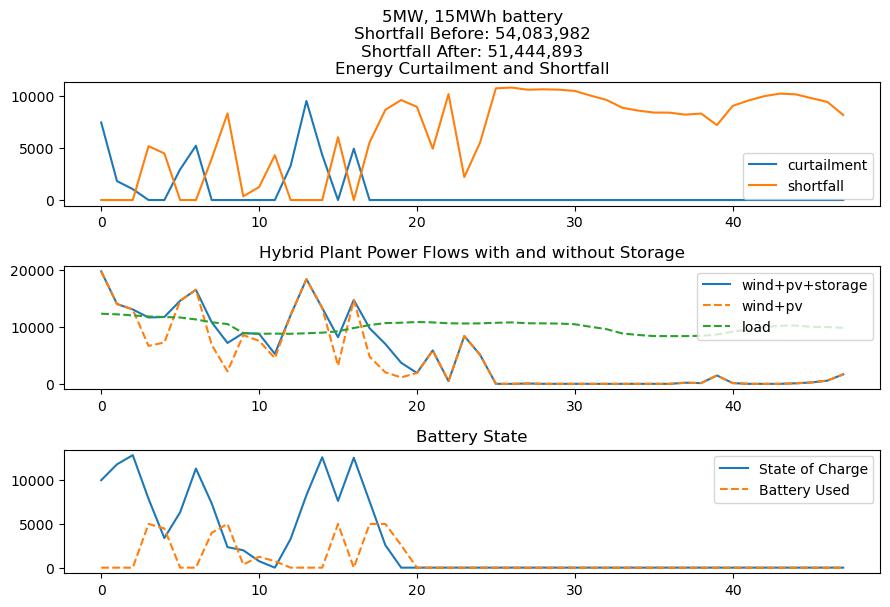 5MW, 15MWh battery
Shortfall Before: 54,083,982
Shortfall After: 51,444,893
Energy Curtailment and Shortfall
10000
5000
0
curtailment
shortfall
0 10 20 30 40
Hybrid Plant Power Flows with and without Storage
20000
10000
0
wind+pv+storage
wind+pv
load
0 10 20 30 40
Battery State
10000
5000
0
State of Charge
Battery Used
0 10 20 30 40